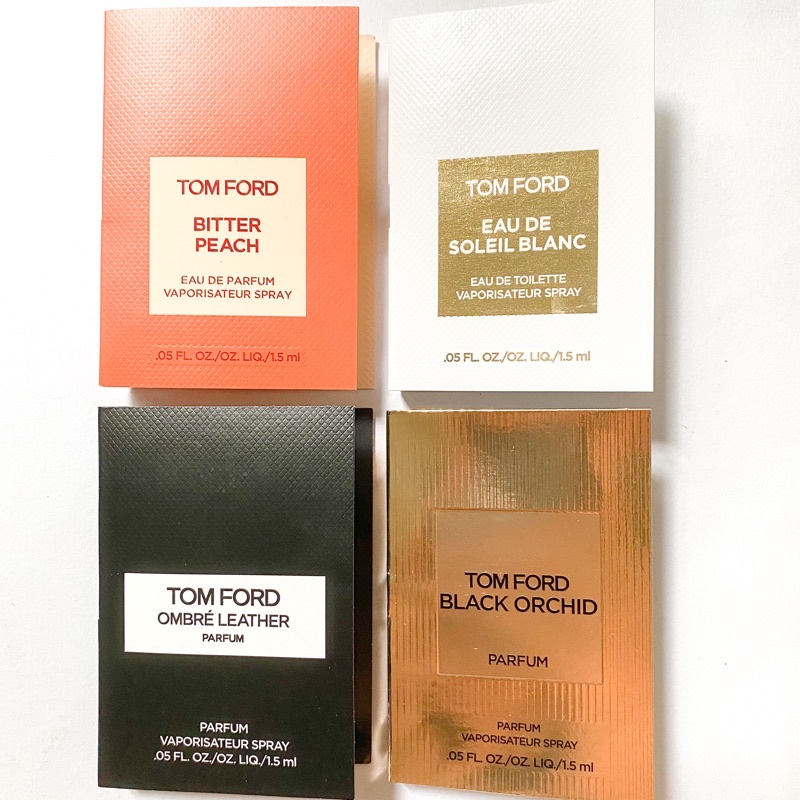 TOM FORD
BITTER
PEACH
EAU DE PARFUM
VAPORISATEUR SPRAY
.05 FL. OZ./OZ. LIQ./1.5 ml
TOM FORD
EAU DE
SOLEIL BLANC
EAU DE TOILETTE
VAPORISATEUR SPRAY
.05 FL. OZ./OZ. LIQ./1.5 ml
TOM FORD
OMBRÉ LEATHER
PARFUM
PARFUM
VAPORISATEUR SPRAY
.05 FL. OZ./OZ. LIQ./1.5 ml
TOM FORD
BLACK ORCHID
PARFUM
PARFUM
VAPORISATEUR SPRAY
.05 FL. OZ./OZ. LIQ./1.5 ml